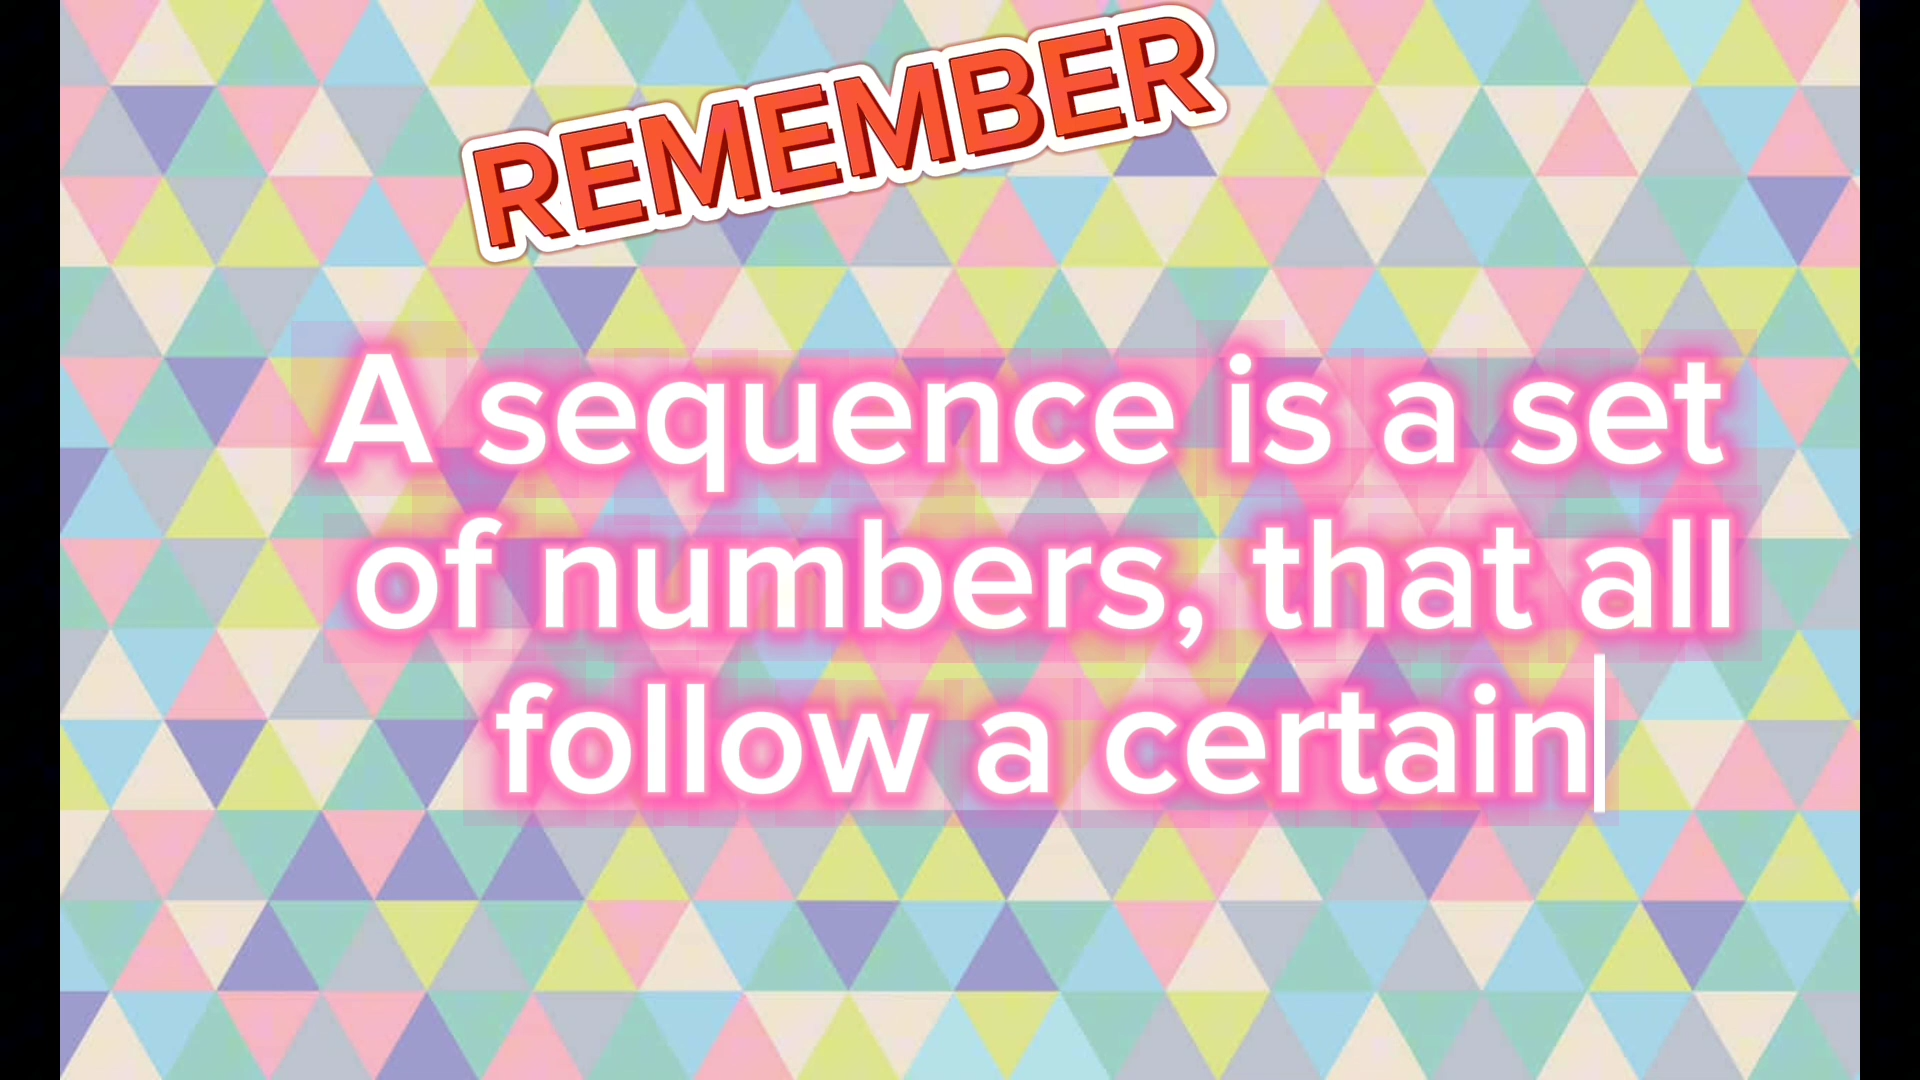 REMEMBER
A sequence is a set
of numbers, that all
follow a certain